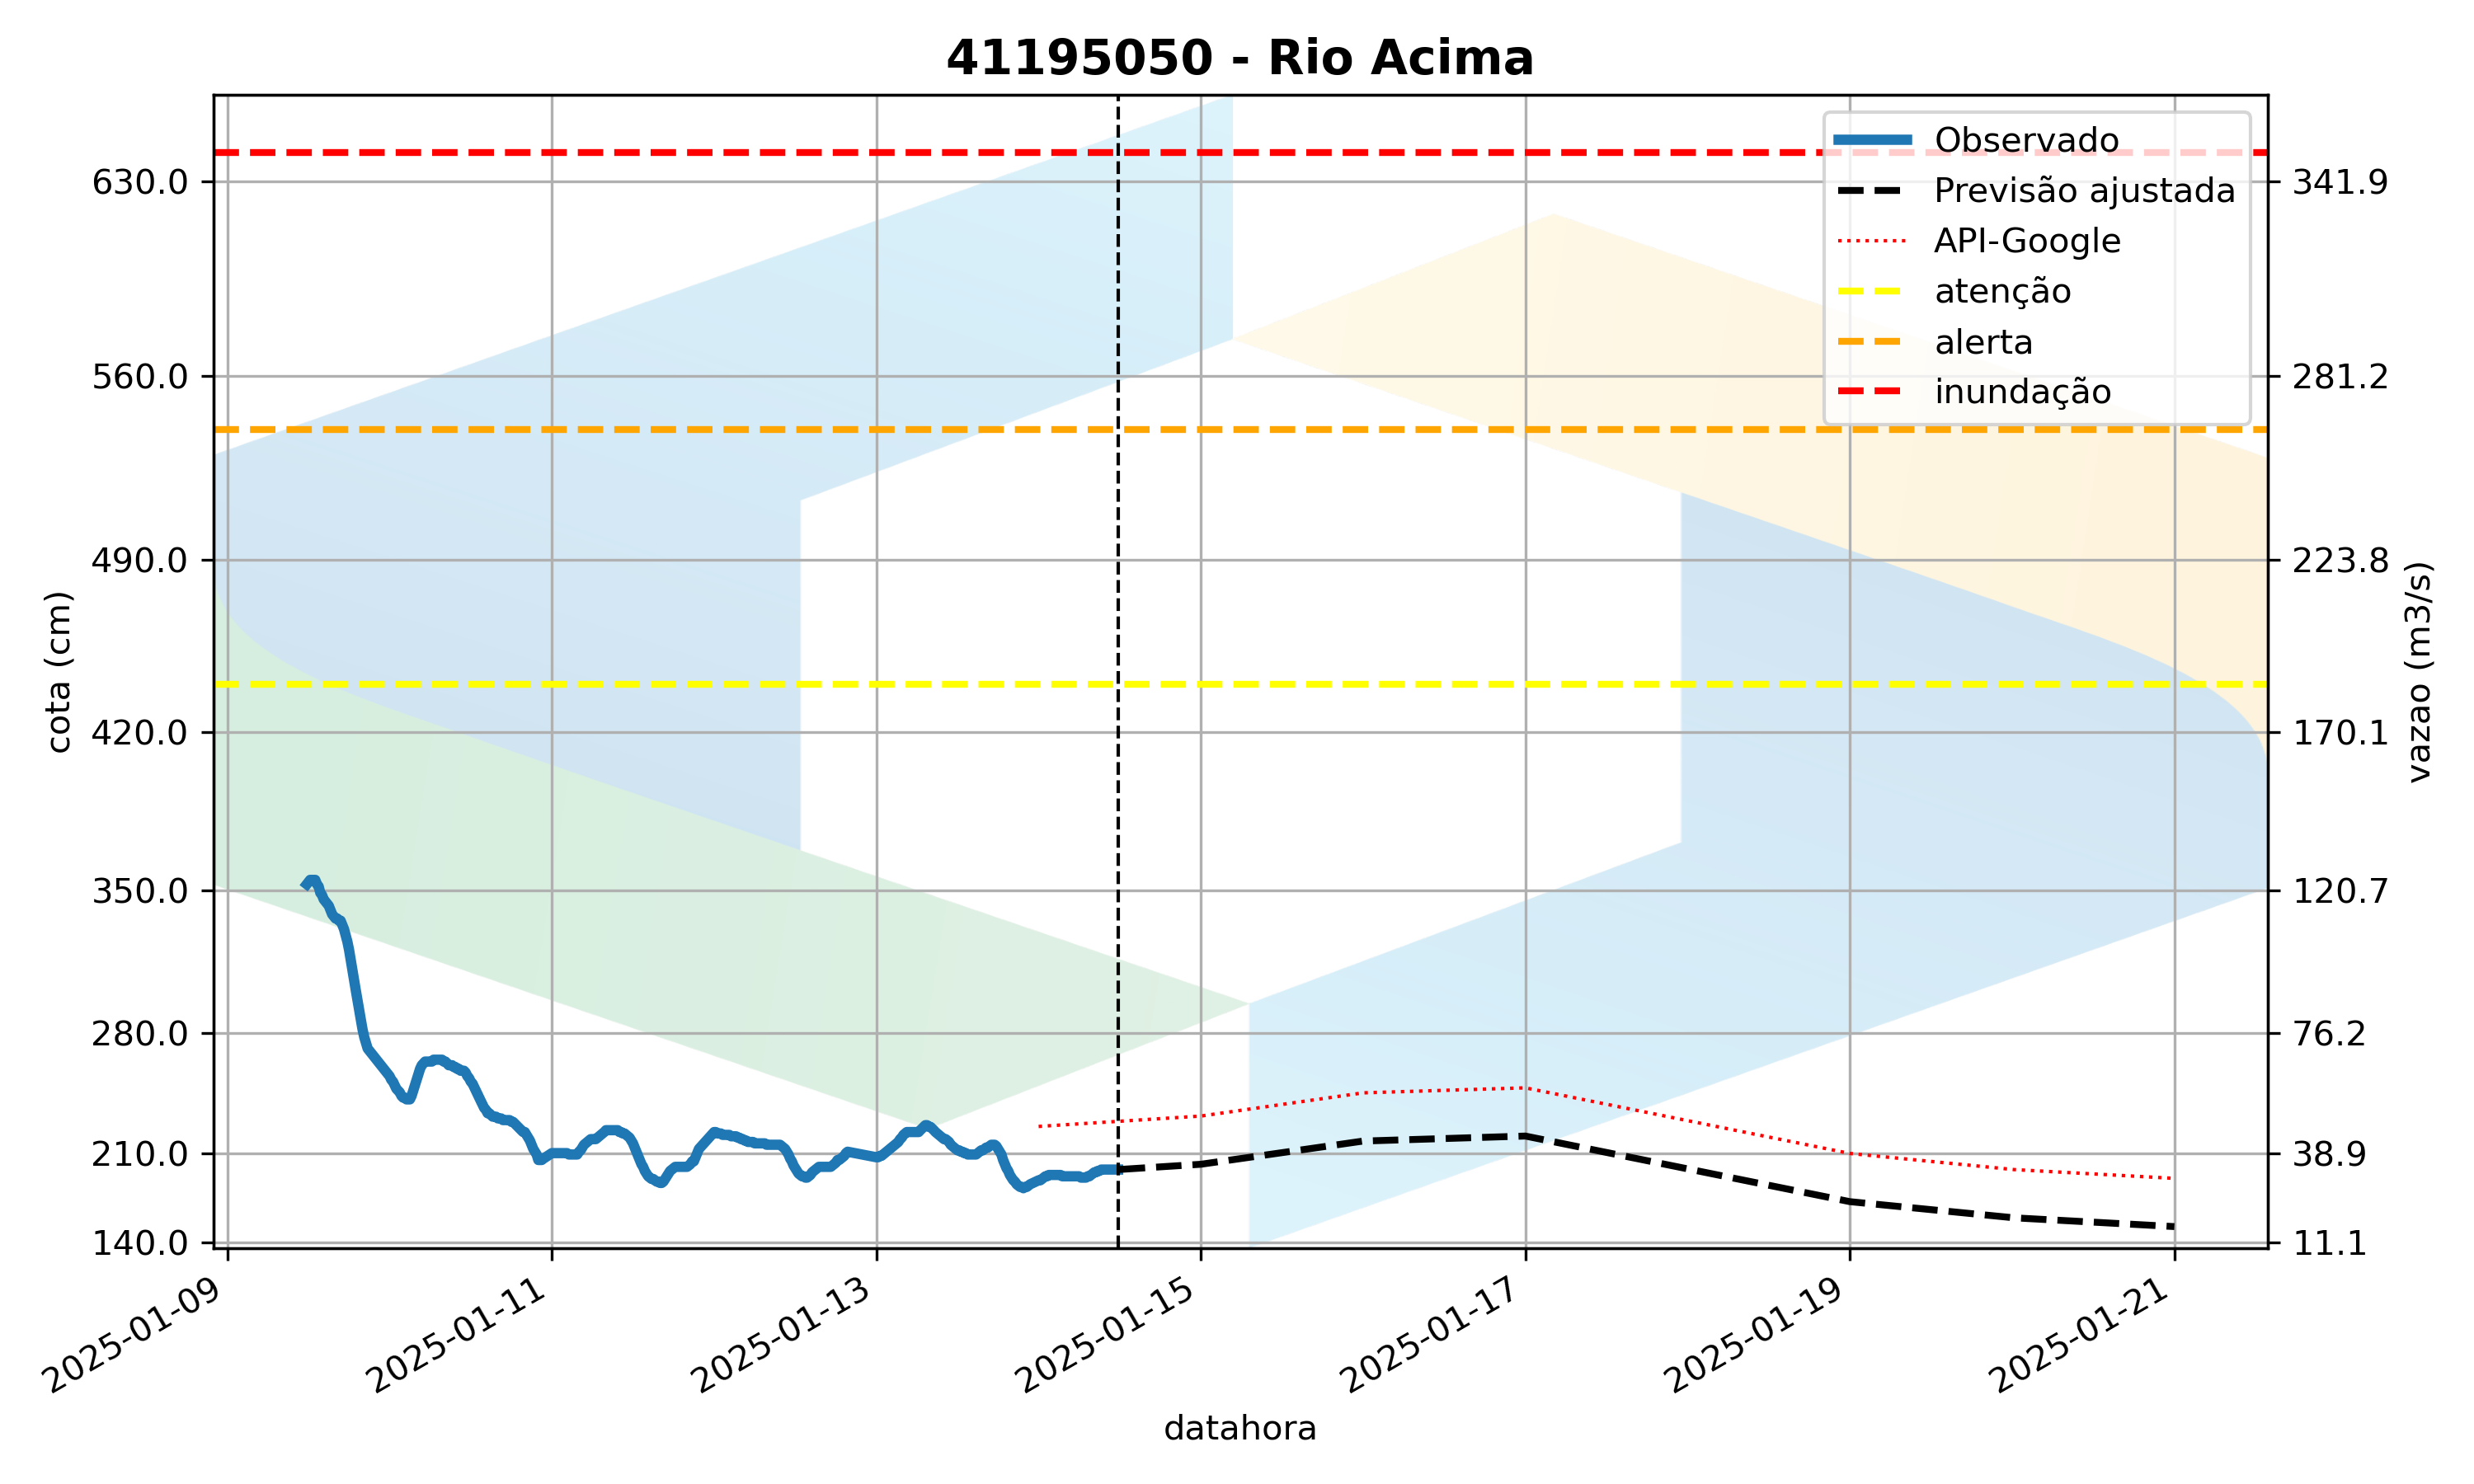 41195050 - Rio Acima
Observado
Previsão ajustada
API-Google
atenção
alerta
inundação
cota (cm)
630.0
560.0
490.0
420.0
350.0
280.0
210.0
140.0
341.9
281.2
223.8
170.1
120.7
76.2
38.9
11.1
vazao (m3/s)
2025-01-09
2025-01-11
2025-01-13
2025-01-15
2025-01-17
2025-01-19
2025-01-21
datahora